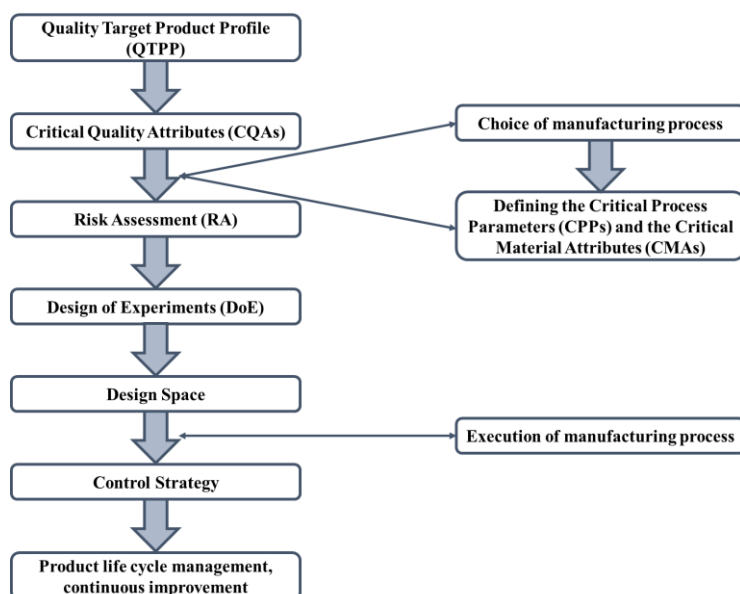 Quality Target Product Profile
(QTPP)
Critical Quality Attributes (CQAs)
Choice of manufacturing process
Risk Assessment (RA)
Defining the Critical Process
Parameters (CPPs) and the Critical
Material Attributes (CMAs)
Design of Experiments (DoE)
Design Space
Execution of manufacturing process
Control Strategy
Product life cycle management,
continuous improvement